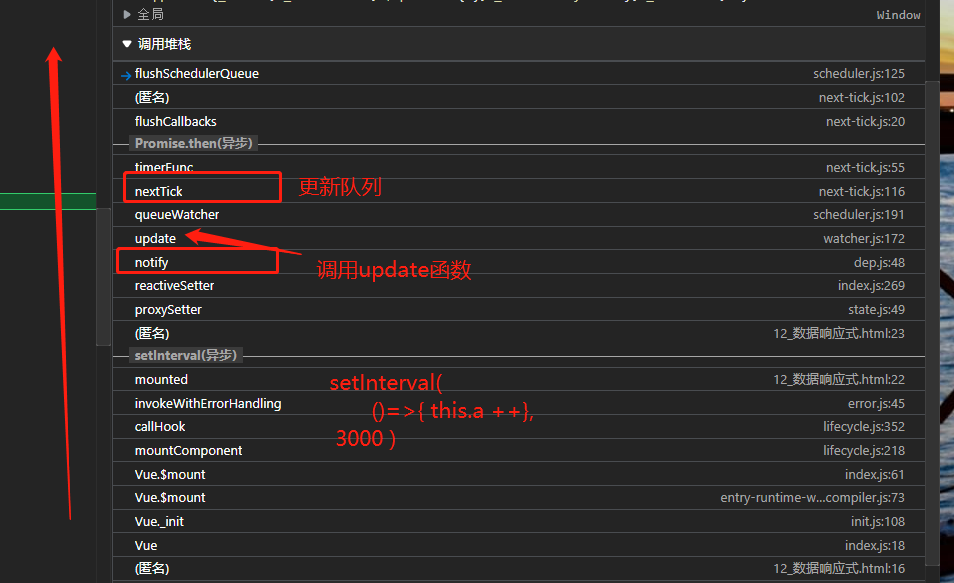 全局 Window
调用堆栈
flushSchedulerQueue scheduler.js:125
(匿名) next-tick.js:102
flushCallbacks next-tick.js:20
Promise.then(异步)
timerFunc next-tick.js:55
nextTick 更新队列 next-tick.js:116
queueWatcher scheduler.js:191
update watcher.js:172
notify dep.js:48
调用update函数
reactiveSetter index.js:269
proxySetter state.js:49
(匿名) 12_数据响应式.html:23
setInterval(异步)
mounted 12_数据响应式.html:22
setInterval(
invokeWithErrorHandling error.js:45
()=>{ this.a ++},
callHook lifecycle.js:352
3000 )
mountComponent lifecycle.js:218
Vue.$mount index.js:61
Vue.$mount entry-runtime-w...compiler.js:73
Vue._init init.js:108
Vue index.js:18
(匿名) 12_数据响应式.html:16